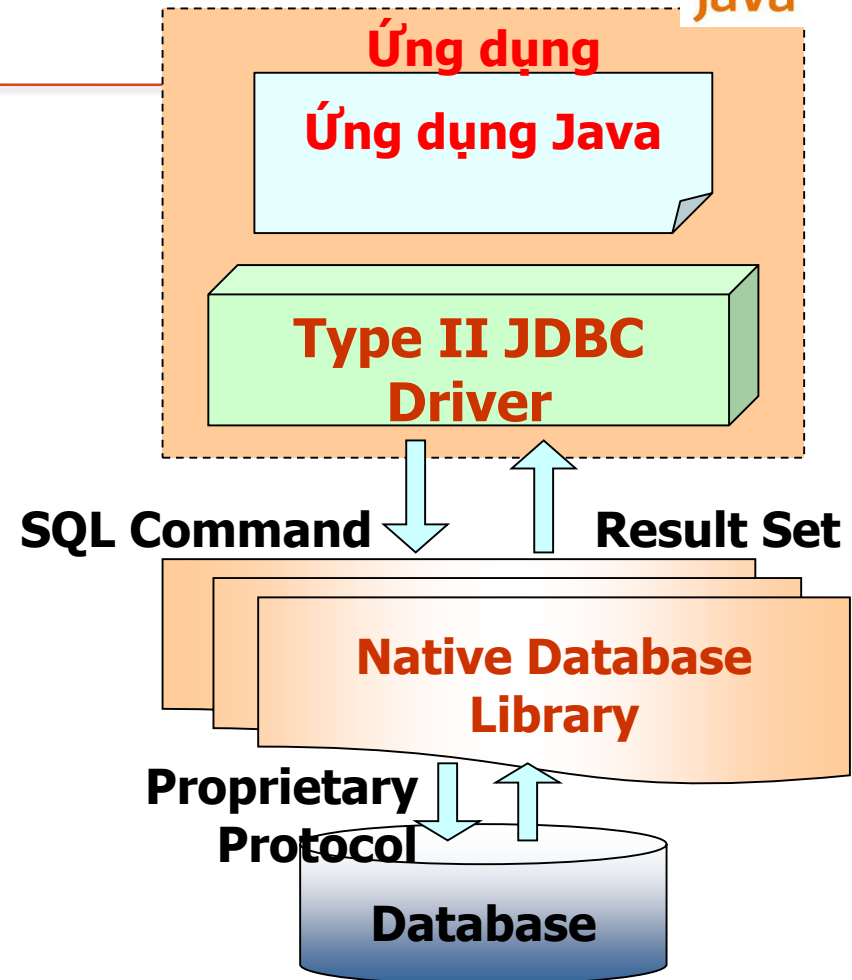 Java
Ứng dụng
Ứng dụng Java
Type II JDBC
Driver
SQL Command
Result Set
Native Database
Library
Proprietary
Protocol
Database